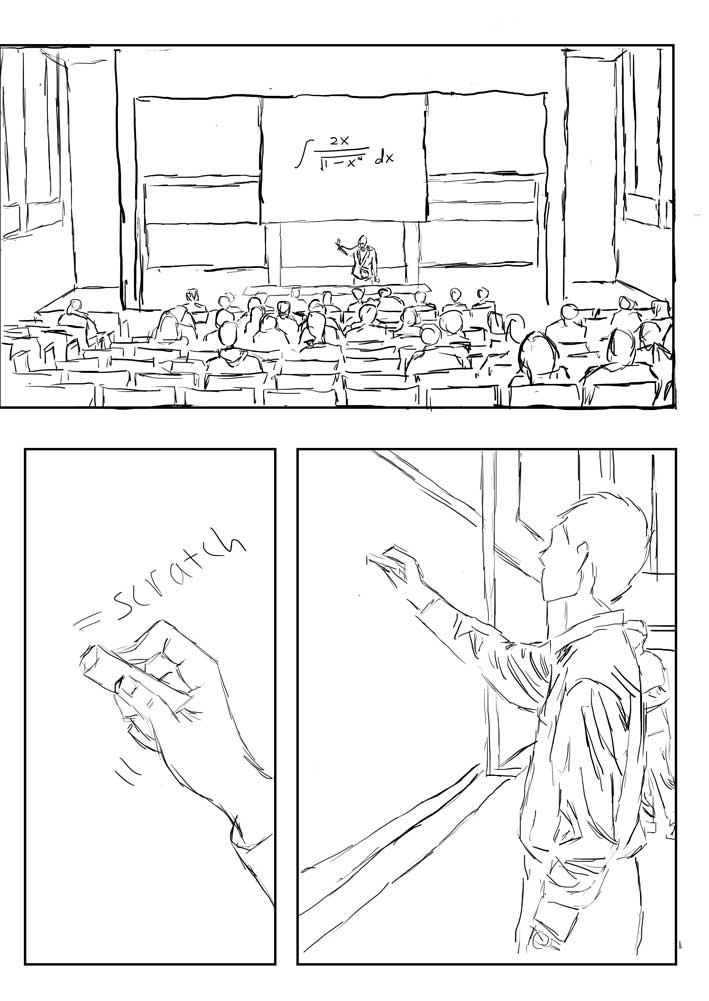 ∫ 2x / √1-x⁴ dx
scratch